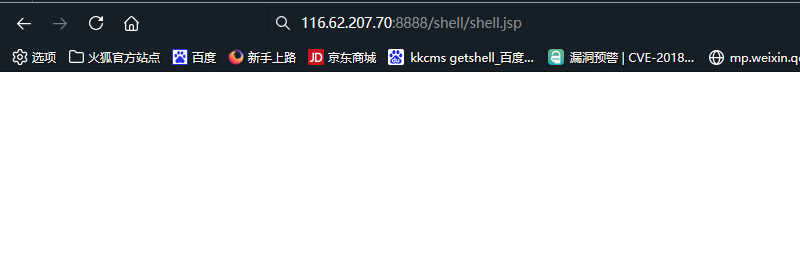 116.62.207.70:8888/shell/shell.jsp
选项 火狐官方站点 百度 新手上路 JD 京东商城 kkcms getshell_百度... 漏洞预警 | CVE-2018... mp.weixin.q